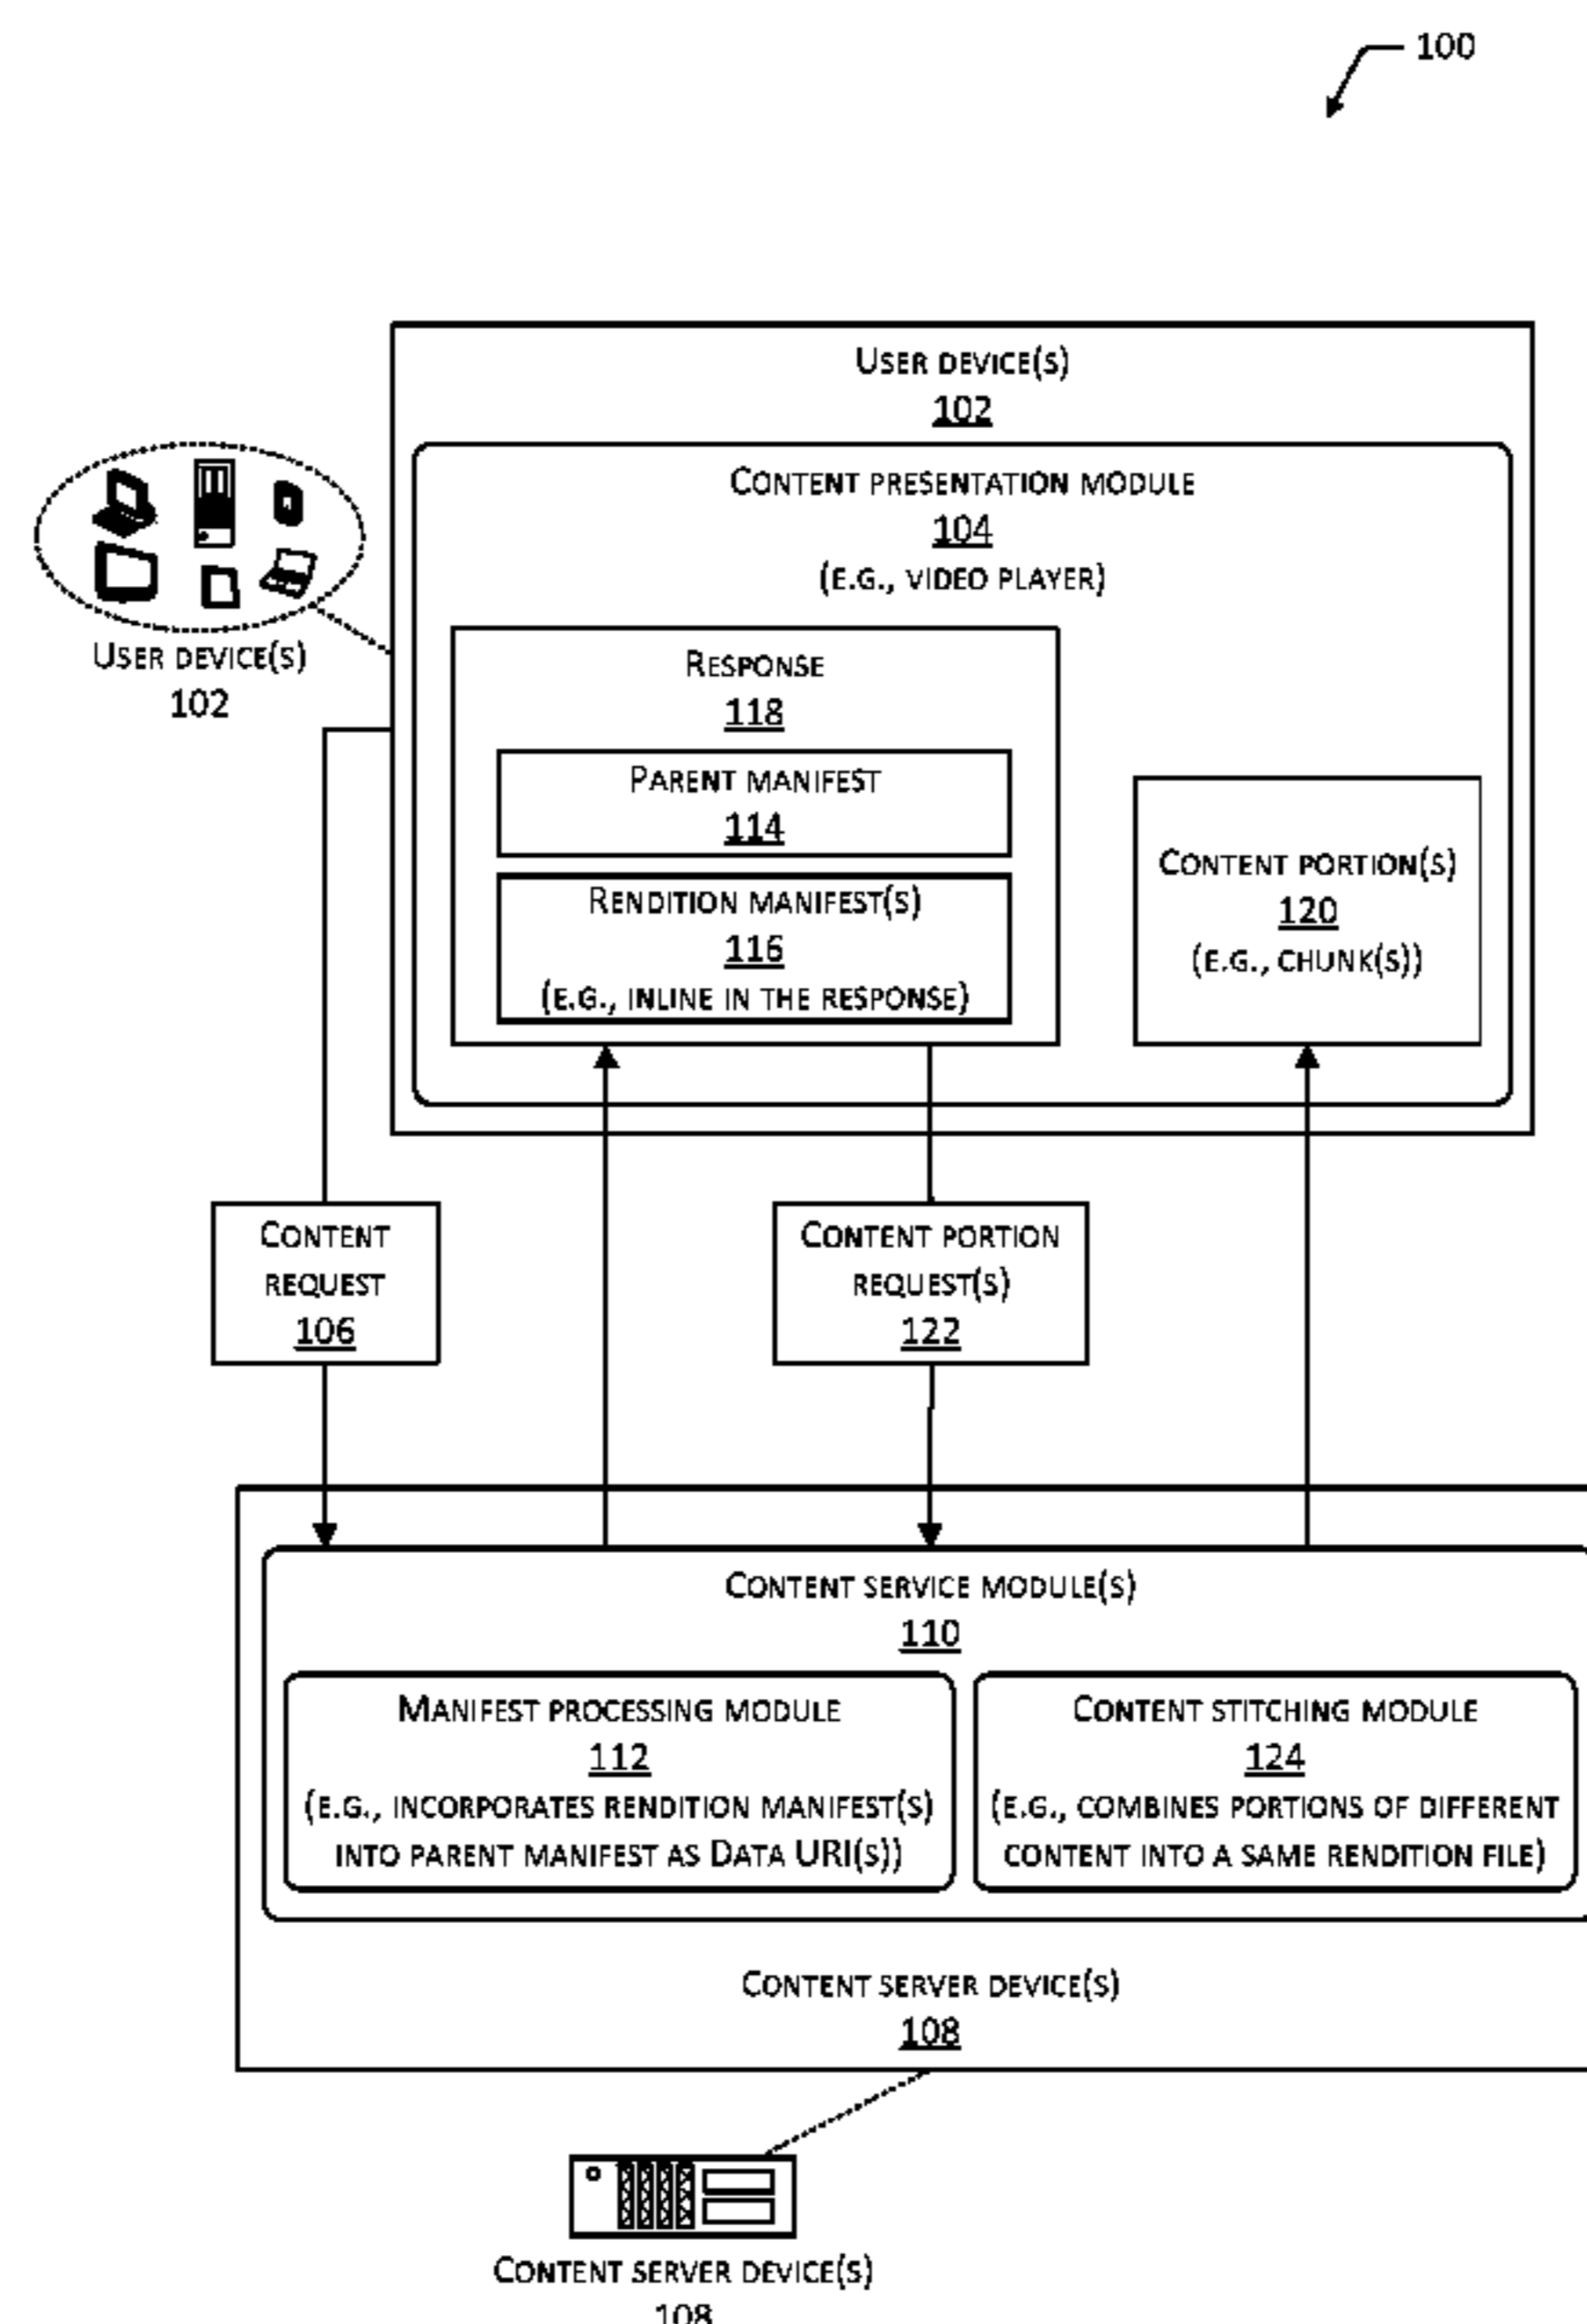 100
User device(s)
102
Content presentation module
104
(e.g., video player)
User device(s)
102
Response
118
Parent manifest
114
Rendition manifest(s)
116
(e.g., inline in the response)
Content portion(s)
120
(e.g., chunk(s))
Content
request
106
Content portion
request(s)
122
Content service module(s)
110
Manifest processing module
112
(e.g., incorporates rendition manifest(s)
into parent manifest as Data URI(s))
Content stitching module
124
(e.g., combines portions of different
content into a same rendition file)
Content server device(s)
108
Content server device(s)
108